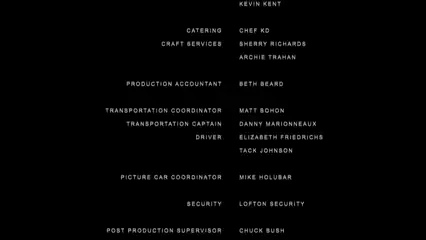 KEVIN KENT
CATERING CHEF KD
CRAFT SERVICES SHERRY RICHARDS
ARCHIE TRAHAN
PRODUCTION ACCOUNTANT BETH BEARD
TRANSPORTATION COORDINATOR MATT BOHON
TRANSPORTATION CAPTAIN DANNY MARIONNEAUX
DRIVER ELIZABETH FRIEDRICHS
TACK JOHNSON
PICTURE CAR COORDINATOR MIKE HOLUBAR
SECURITY LOFTON SECURITY
POST PRODUCTION SUPERVISOR CHUCK BUSH